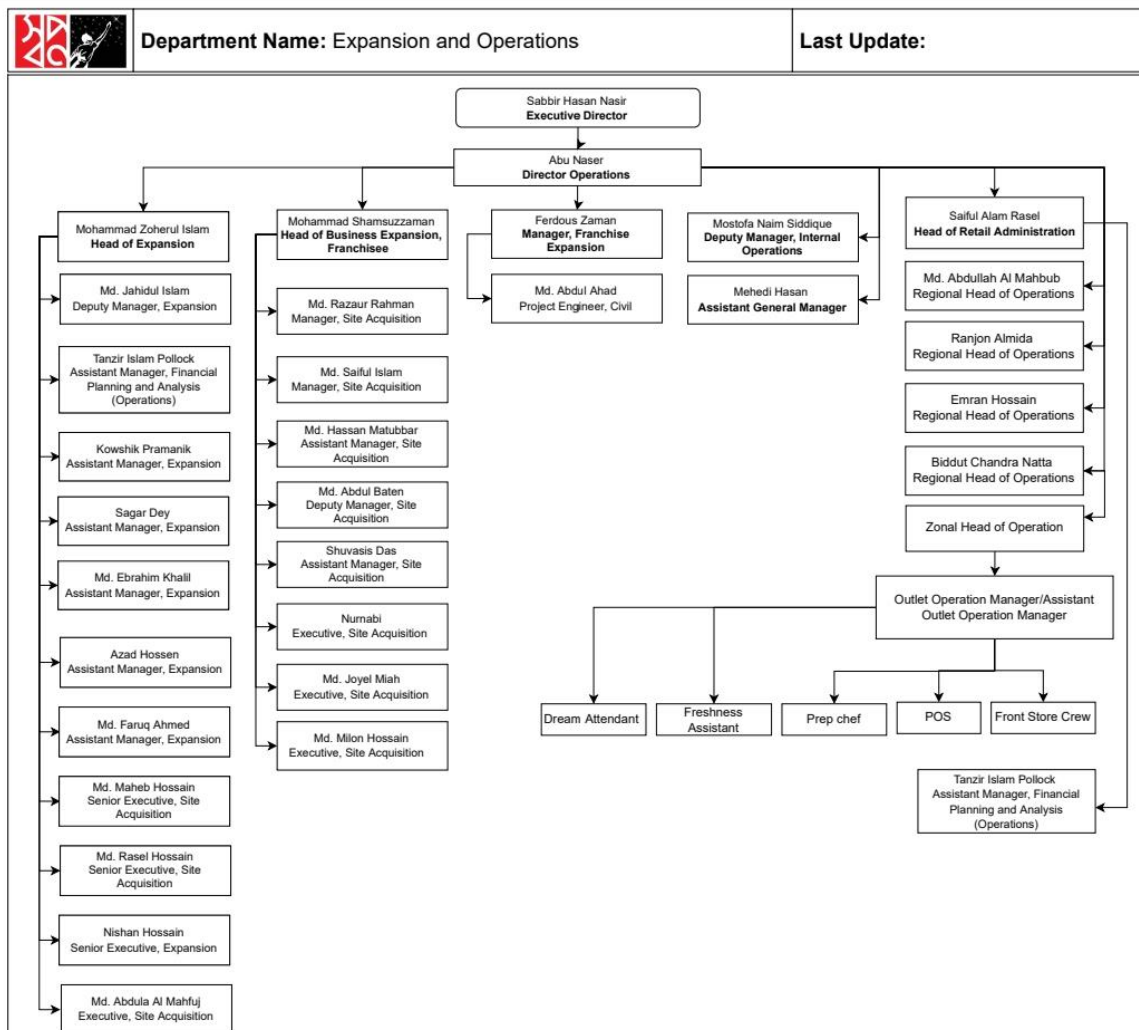 স্ব প্ন
Department Name: Expansion and Operations
Last Update:
Sabbir Hasan Nasir
Executive Director
Abu Naser
Director Operations
Mohammad Zoherul Islam
Head of Expansion
Md. Jahidul Islam
Deputy Manager, Expansion
Tanzir Islam Pollock
Assistant Manager, Financial
Planning and Analysis
(Operations)
Kowshik Pramanik
Assistant Manager, Expansion
Sagar Dey
Assistant Manager, Expansion
Md. Ebrahim Khalil
Assistant Manager, Expansion
Azad Hossen
Assistant Manager, Expansion
Md. Faruq Ahmed
Assistant Manager, Expansion
Md. Maheb Hossain
Senior Executive, Site
Acquisition
Md. Rasel Hossain
Senior Executive, Site
Acquisition
Nishan Hossain
Senior Executive, Expansion
Md. Abdula Al Mahfuj
Executive, Site Acquisition
Mohammad Shamsuzzaman
Head of Business Expansion,
Franchisee
Md. Razaur Rahman
Manager, Site Acquisition
Md. Saiful Islam
Manager, Site Acquisition
Md. Hassan Matubbar
Assistant Manager, Site
Acquisition
Md. Abdul Baten
Deputy Manager, Site
Acquisition
Shuvasis Das
Assistant Manager, Site
Acquisition
Nurnabi
Executive, Site Acquisition
Md. Joyel Miah
Executive, Site Acquisition
Md. Milon Hossain
Executive, Site Acquisition
Ferdous Zaman
Manager, Franchise
Expansion
Md. Abdul Ahad
Project Engineer, Civil
Mostofa Naim Siddique
Deputy Manager, Internal
Operations
Mehedi Hasan
Assistant General Manager
Saiful Alam Rasel
Head of Retail Administration
Md. Abdullah Al Mahbub
Regional Head of Operations
Ranjon Almida
Regional Head of Operations
Emran Hossain
Regional Head of Operations
Biddut Chandra Natta
Regional Head of Operations
Zonal Head of Operation
Outlet Operation Manager/Assistant
Outlet Operation Manager
Dream Attendant
Freshness
Assistant
Prep chef
POS
Front Store Crew
Tanzir Islam Pollock
Assistant Manager, Financial
Planning and Analysis
(Operations)